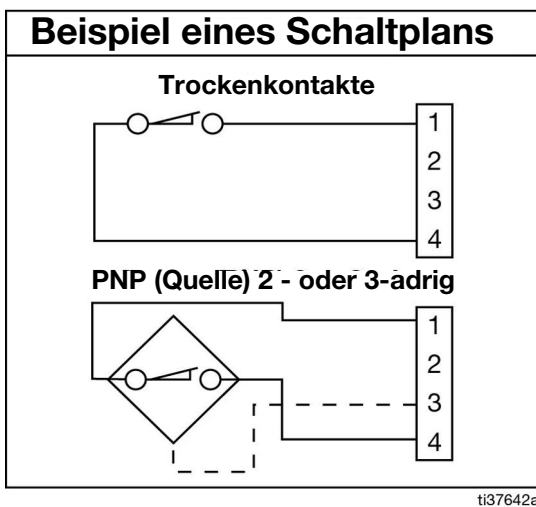 Beispiel eines Schaltplans
Trockenkontakte
1
2
3
4
PNP (Quelle) 2 - oder 3-adrig
1
2
3
4
ti37642a